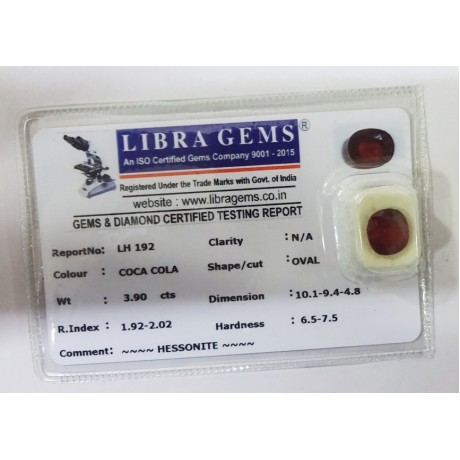 LIBRA GEMS®
An ISO Certified Gems Company 9001 - 2015
Registered Under the Trade Marks with Govt. of India
website : www.libragems.co.in
GEMS & DIAMOND CERTIFIED TESTING REPORT
ReportNo: LH 192 Clarity : N/A
Colour : COCA COLA Shape/cut : OVAL
Wt : 3.90 cts Dimension : 10.1-9.4-4.8
R.Index : 1.92-2.02 Hardness : 6.5-7.5
Comment: ~~~~ HESSONITE ~~~~